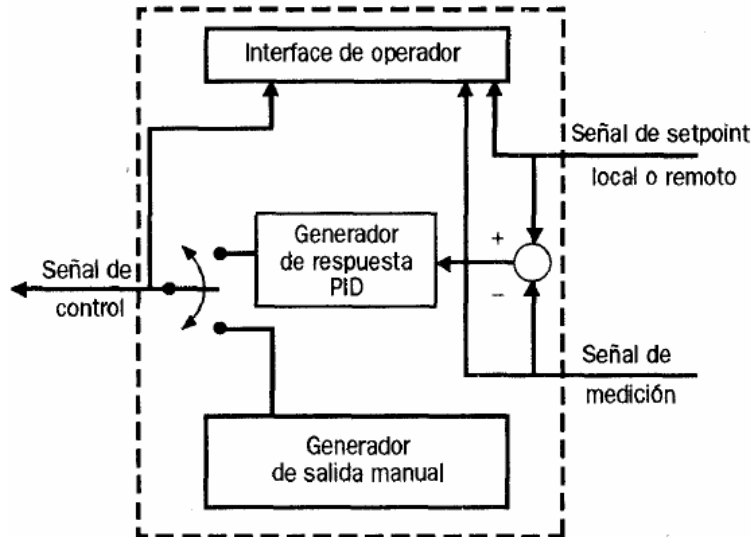 Interface de operador
Señal de setpoint
local o remoto
Generador
de respuesta
PID
+
−
Señal de
control
Señal de
medición
Generador
de salida manual